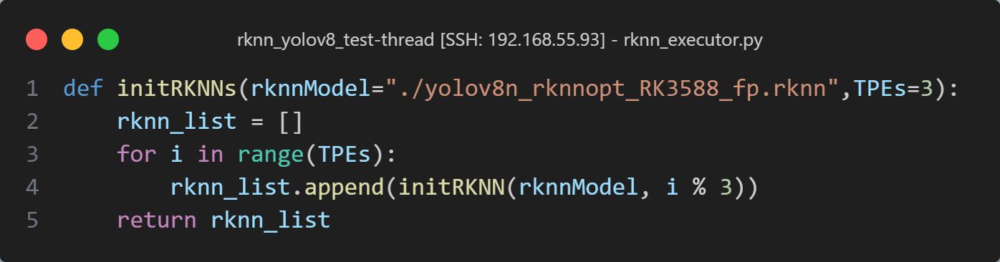 rknn_yolov8_test-thread [SSH: 192.168.55.93] - rknn_executor.py
1 def initRKNNs(rknnModel="./yolov8n_rknnopt_RK3588_fp.rknn",TPEs=3):
2     rknn_list = []
3     for i in range(TPEs):
4         rknn_list.append(initRKNN(rknnModel, i % 3))
5     return rknn_list